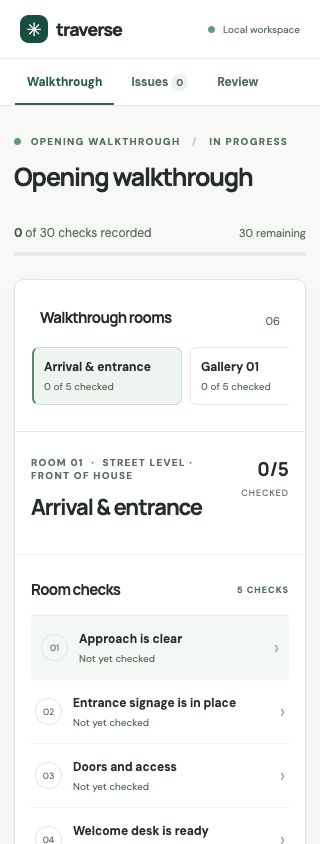 traverse
Local workspace
Walkthrough
Issues 0
Review
OPENING WALKTHROUGH / IN PROGRESS
Opening walkthrough
0 of 30 checks recorded
30 remaining
Walkthrough rooms
06
Arrival & entrance
0 of 5 checked
Gallery 01
0 of 5 checked
ROOM 01 · STREET LEVEL ·
FRONT OF HOUSE
Arrival & entrance
0/5
CHECKED
Room checks
5 CHECKS
01
Approach is clear
Not yet checked
02
Entrance signage is in place
Not yet checked
03
Doors and access
Not yet checked
04
Welcome desk is ready